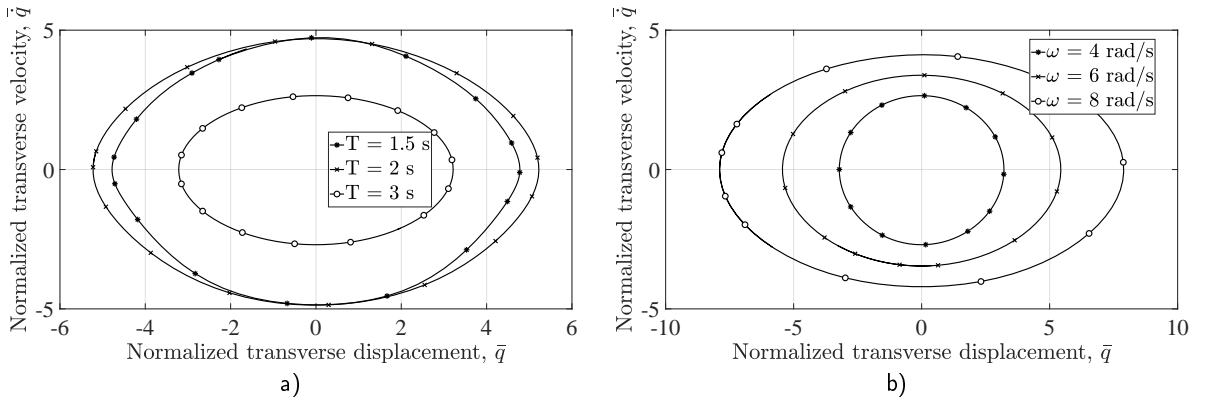 Normalized transverse velocity, q̄̇
5
0
-5
-6
-4
-2
0
2
4
6
T = 1.5 s
T = 2 s
T = 3 s
Normalized transverse displacement, q̄
a)
Normalized transverse velocity, q̄̇
5
0
-5
-10
-5
0
5
10
ω = 4 rad/s
ω = 6 rad/s
ω = 8 rad/s
Normalized transverse displacement, q̄
b)